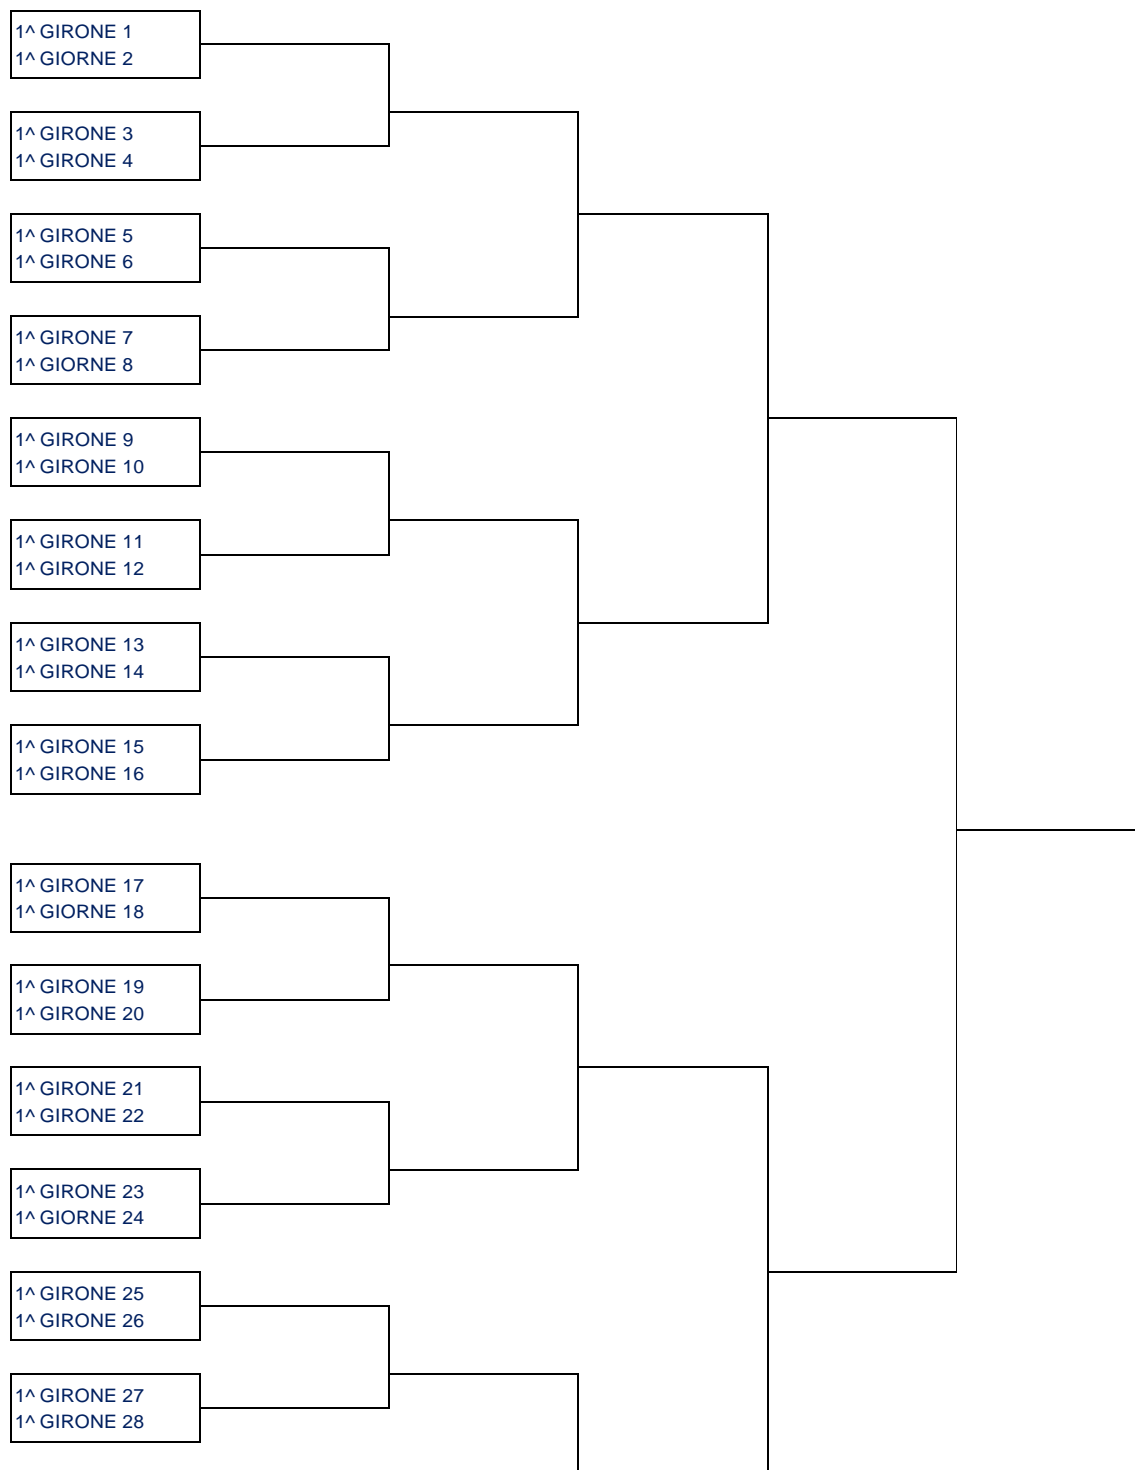 1^ GIRONE 1
1^ GIORNE 2
1^ GIRONE 3
1^ GIRONE 4
1^ GIRONE 5
1^ GIRONE 6
1^ GIRONE 7
1^ GIORNE 8
1^ GIRONE 9
1^ GIRONE 10
1^ GIRONE 11
1^ GIRONE 12
1^ GIRONE 13
1^ GIRONE 14
1^ GIRONE 15
1^ GIRONE 16
1^ GIRONE 17
1^ GIORNE 18
1^ GIRONE 19
1^ GIRONE 20
1^ GIRONE 21
1^ GIRONE 22
1^ GIRONE 23
1^ GIORNE 24
1^ GIRONE 25
1^ GIRONE 26
1^ GIRONE 27
1^ GIRONE 28